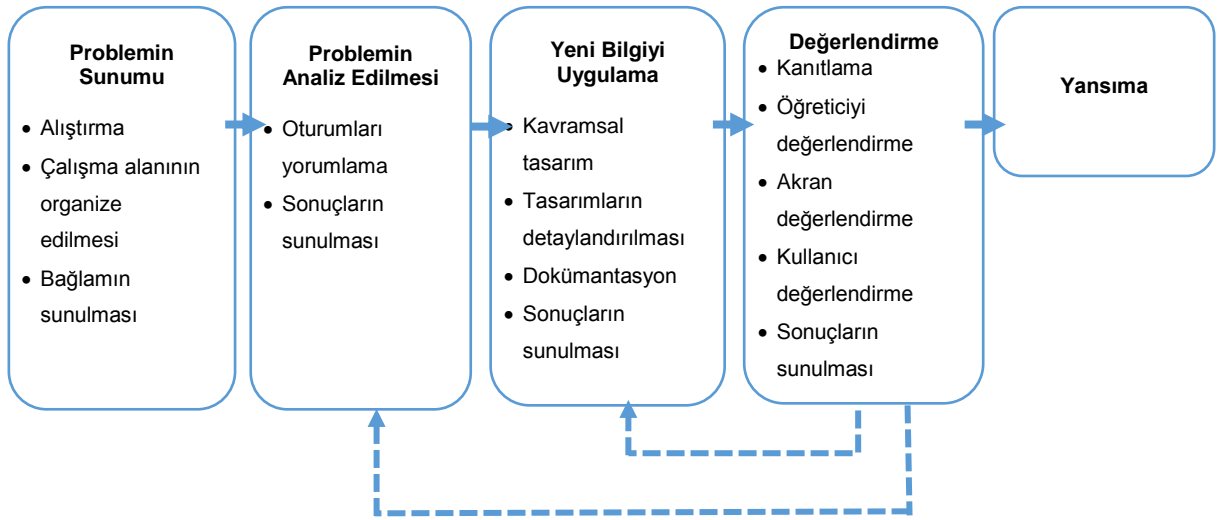 Problemin
Sunumu
• Alıştırma
• Çalışma alanının
organize
edilmesi
• Bağlamın
sunulması
Problemin
Analiz Edilmesi
• Oturumları
yorumlama
• Sonuçların
sunulması
Yeni Bilgiyi
Uygulama
• Kavramsal
tasarım
• Tasarımların
detaylandırılması
• Dokümantasyon
• Sonuçların
sunulması
Değerlendirme
• Kanıtlama
• Öğreticiyi
değerlendirme
• Akran
değerlendirme
• Kullanıcı
değerlendirme
• Sonuçların
sunulması
Yansıma